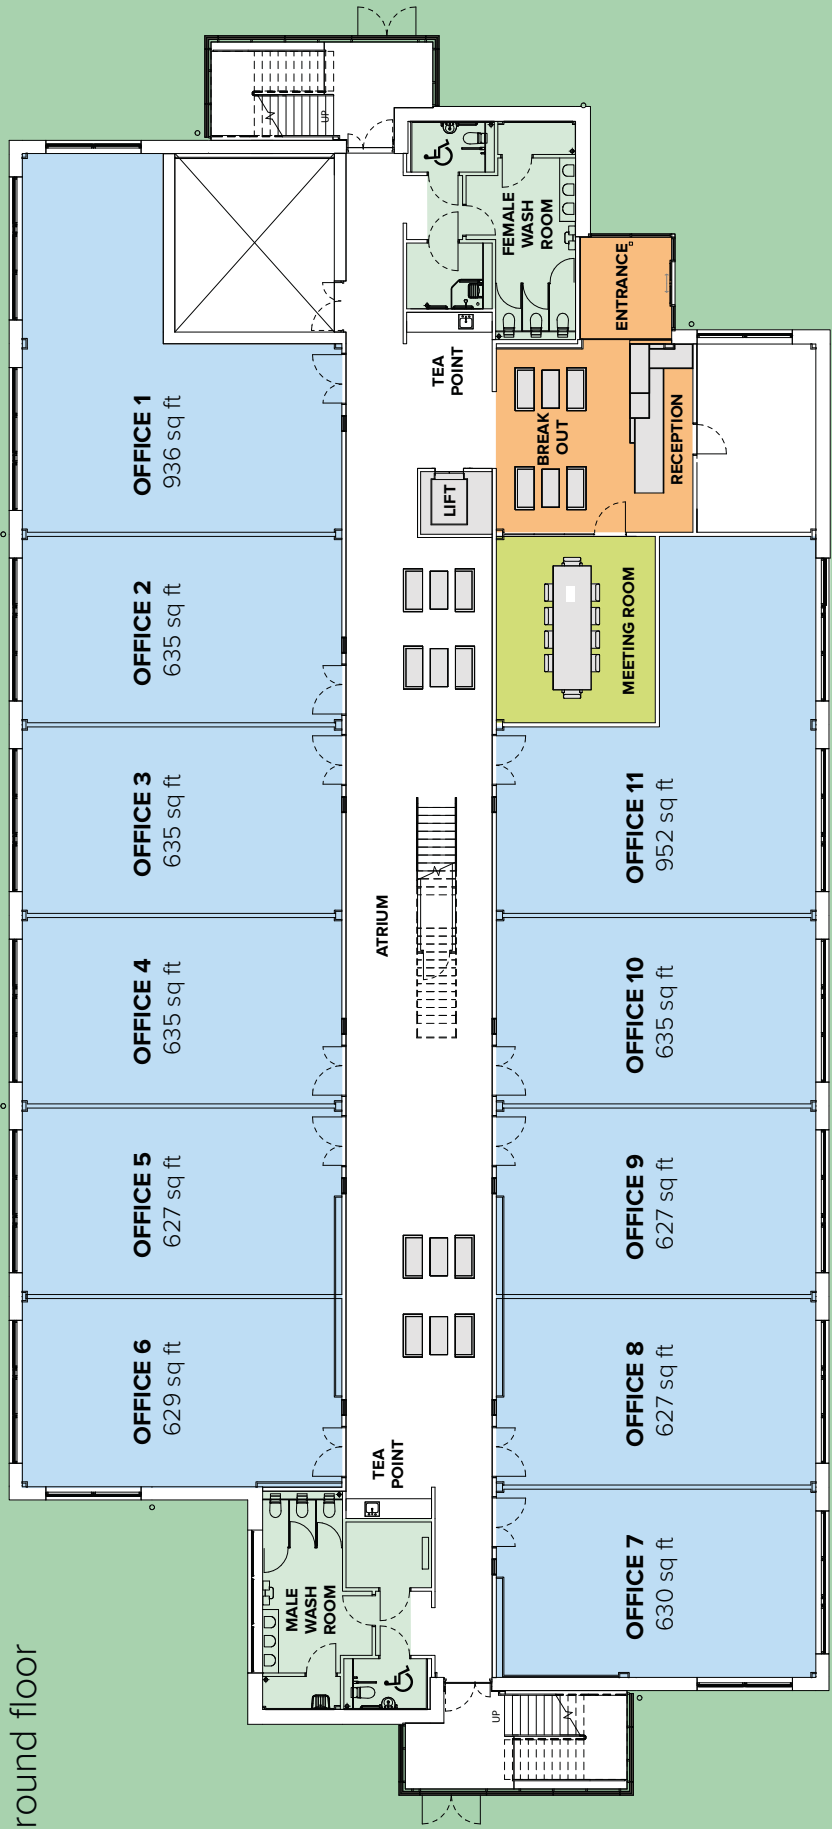 round floor
OFFICE 6
629 sq ft
OFFICE 5
627 sq ft
OFFICE 4
635 sq ft
OFFICE 3
635 sq ft
OFFICE 2
635 sq ft
OFFICE 1
936 sq ft
UP
MALE
WASH
ROOM
TEA
POINT
ATRIUM
LIFT
TEA
POINT
FEMALE
WASH
ROOM
UP
OFFICE 7
630 sq ft
OFFICE 8
627 sq ft
OFFICE 9
627 sq ft
OFFICE 10
635 sq ft
OFFICE 11
952 sq ft
MEETING ROOM
BREAK
OUT
RECEPTION
ENTRANCE